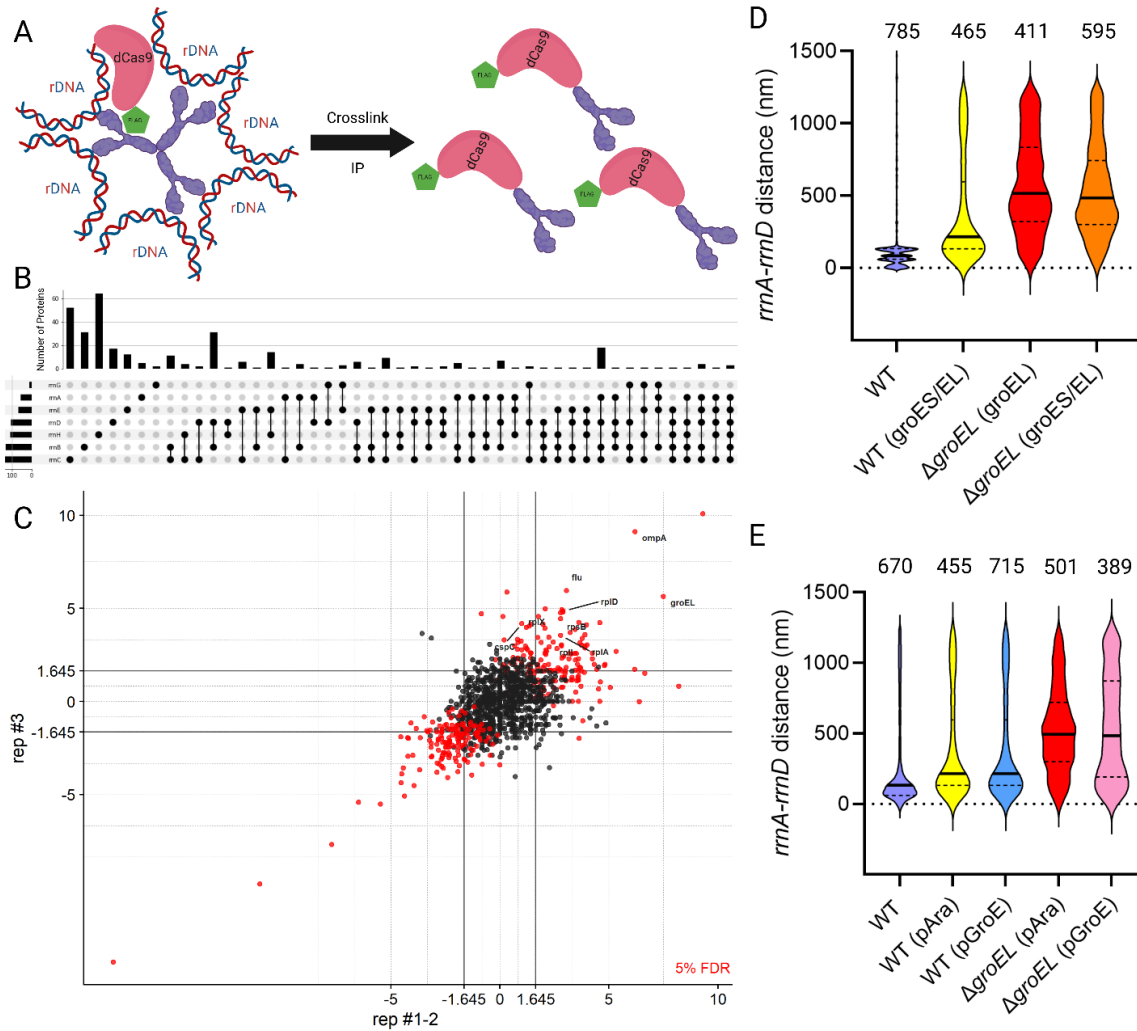 A
dCas9
rDNA
rDNA
FLAG
rDNA
rDNA
rDNA
rDNA
rDNA
Crosslink
IP
dCas9
FLAG
dCas9
FLAG
dCas9
FLAG
B
Number of Proteins
60
40
20
0
rrnG
rrnA
rrnE
rrnD
rrnH
rrnB
rrnC
100
0
C
10
5
1.645
0
-1.645
-5
rep #3
ompA
flu
groEL
rplD
rplX
rpsB
cspC
rplA
5% FDR
-5
-1.645
0
1.645
5
10
rep #1-2
D
785
465
411
595
1500
1000
500
0
rrnA-rrnD distance (nm)
WT
WT (groES/EL)
ΔgroEL (groEL)
ΔgroEL (groES/EL)
E
670
455
715
501
389
1500
1000
500
0
rrnA-rrnD distance (nm)
WT
WT (pAra)
WT (pGroE)
ΔgroEL (pAra)
ΔgroEL (pGroE)